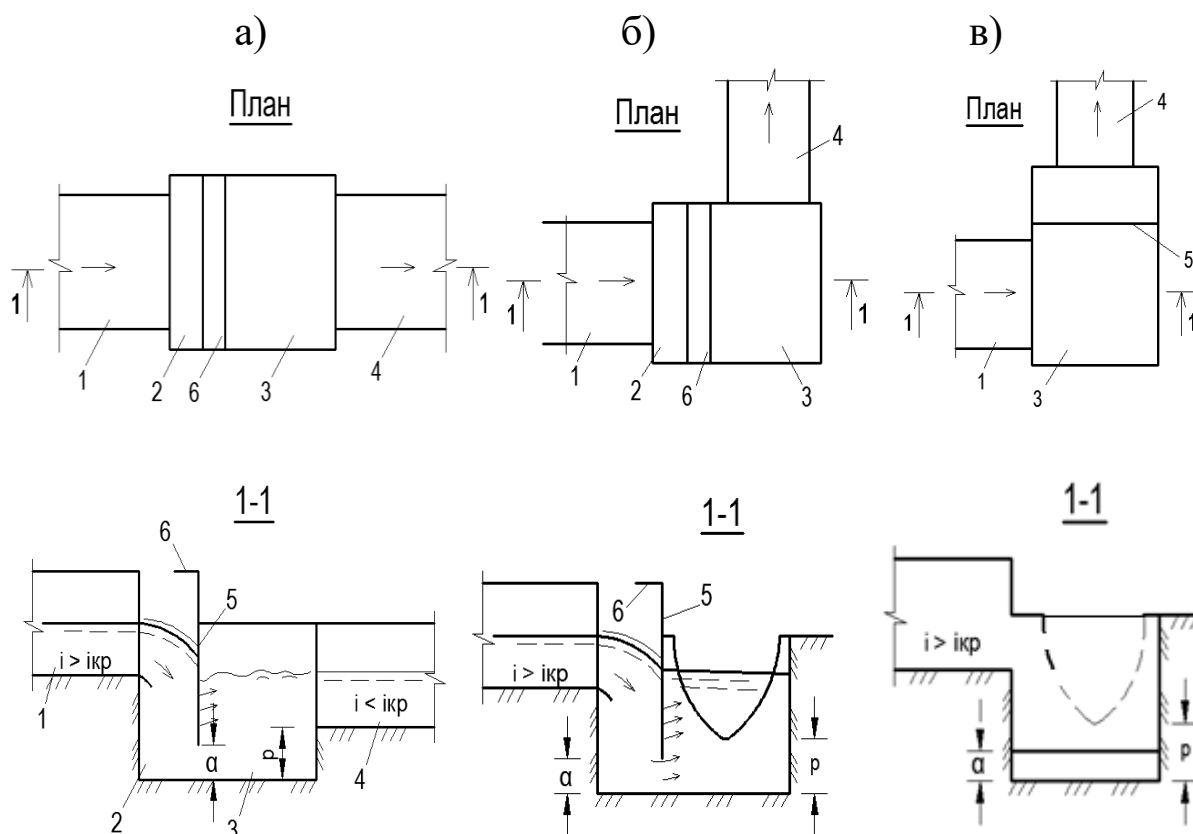 а) б) в)
План План План
4 4
5
1 1 1 1 1 1
1 2 6 3 4 1 2 6 3 1 3
1-1 1-1 1-1
6 5 6 5
i > iкр i < iкр i > iкр i > iкр
1 α p 4 α p α p
2 3